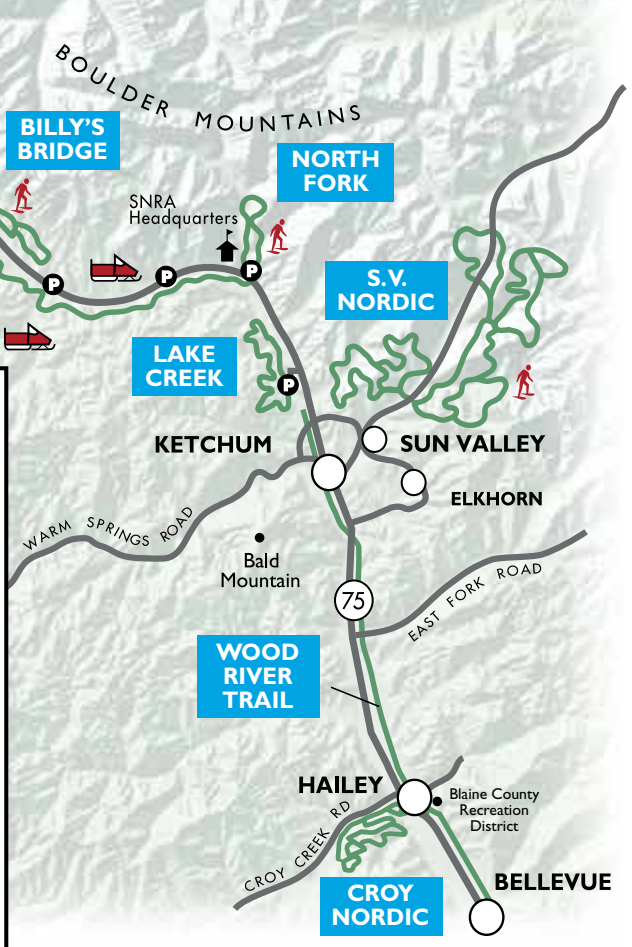 BOULDER MOUNTAINS
BILLY'S
BRIDGE
NORTH
FORK
SNRA
Headquarters
P
P
P
S.V.
NORDIC
LAKE
CREEK
P
KETCHUM
SUN VALLEY
ELKHORN
WARM SPRINGS ROAD
Bald
Mountain
EAST FORK ROAD
75
WOOD
RIVER
TRAIL
HAILEY
Blaine County
Recreation
District
CROY CREEK RD
CROY
NORDIC
BELLEVUE